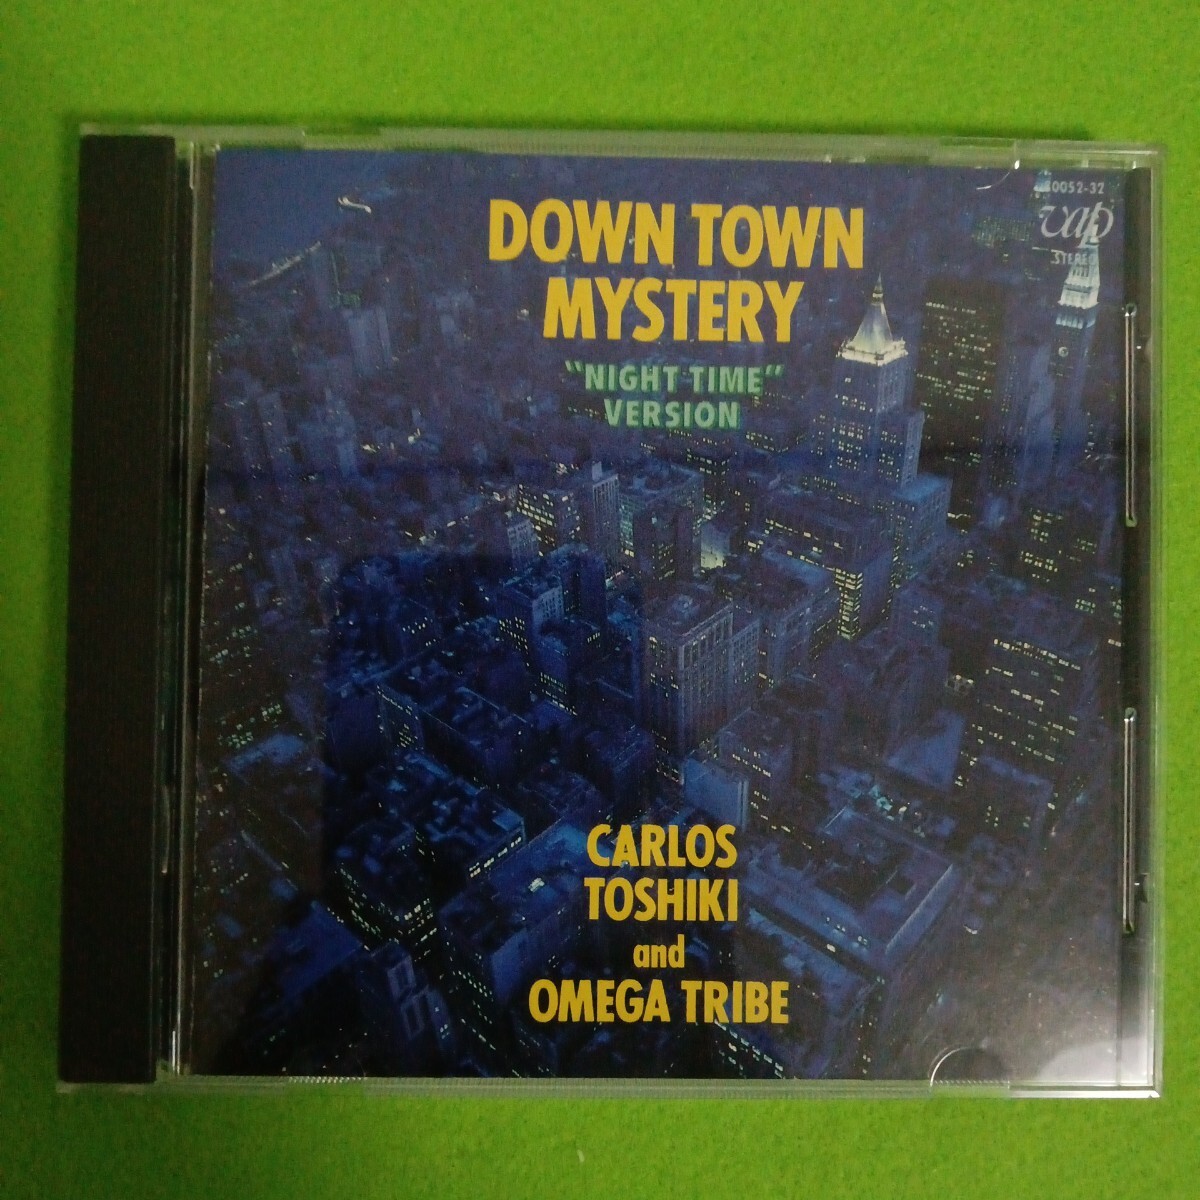 DOWN TOWN
MYSTERY
"NIGHT TIME"
VERSION
0052-32
vap
STEREO
CARLOS
TOSHIKI
and
OMEGA TRIBE